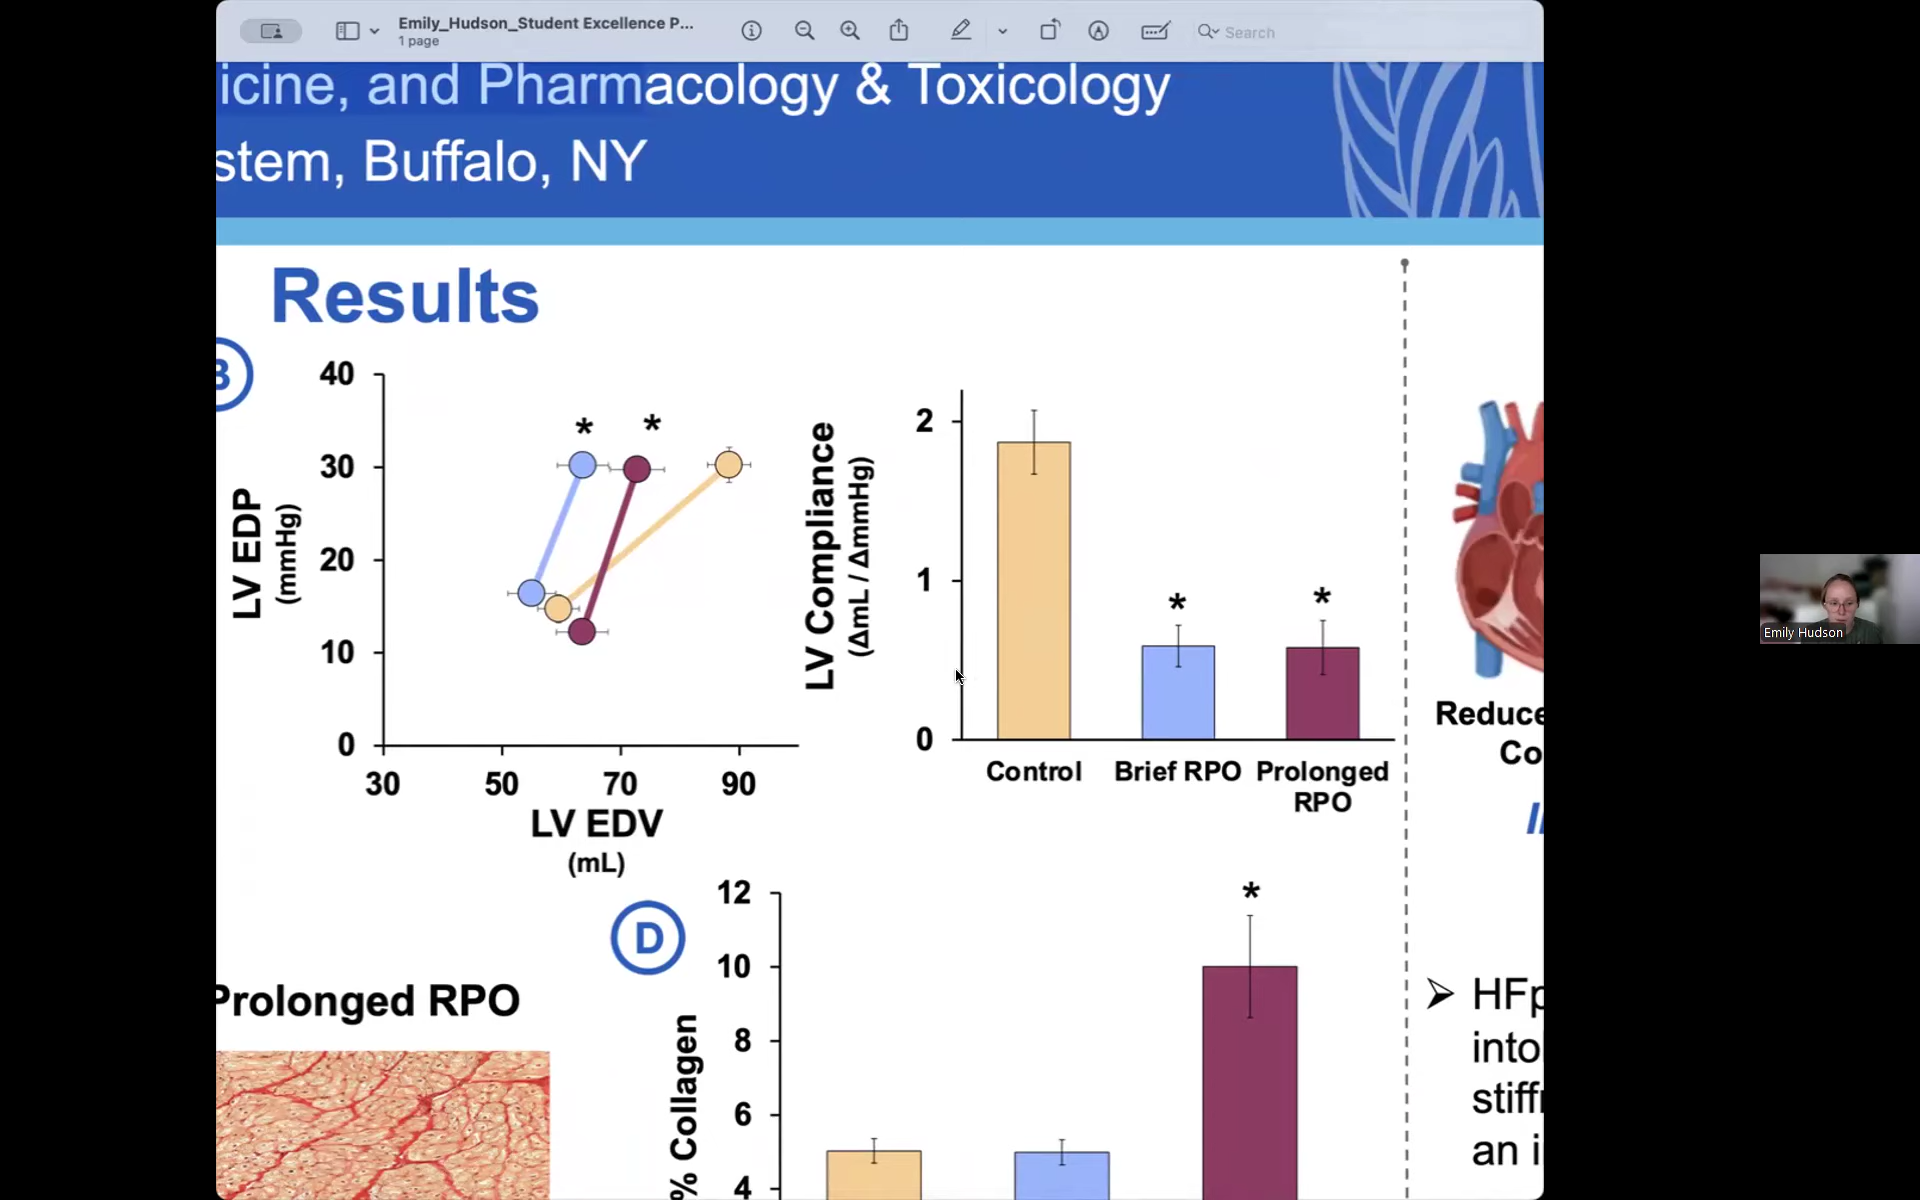 Emily_Hudson_Student Excellence P...
1 page
Search
icine, and Pharmacology & Toxicology
stem, Buffalo, NY
Results
B
40
30
20
10
0
LV EDP
(mmHg)
* *
30 50 70 90
LV EDV
(mL)
LV Compliance
(ΔmL / ΔmmHg)
2
1
0
* *
Control Brief RPO Prolonged
RPO
Reduce
Co
Emily Hudson
D
Prolonged RPO
% Collagen
12
10
8
6
4
*
➢ HFp
into
stiff
an i